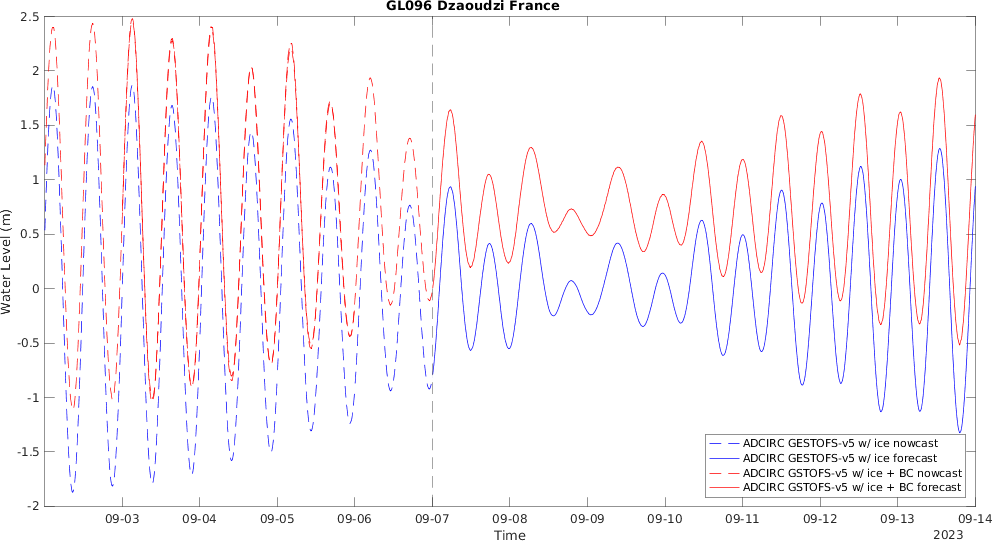 GL096 Dzaoudzi France
2.5
2
1.5
1
0.5
0
-0.5
-1
-1.5
-2
Water Level (m)
ADCIRC GESTOFS-v5 w/ ice nowcast
ADCIRC GESTOFS-v5 w/ ice forecast
ADCIRC GSTOFS-v5 w/ ice + BC nowcast
ADCIRC GSTOFS-v5 w/ ice + BC forecast
09-03 09-04 09-05 09-06 09-07 09-08 09-09 09-10 09-11 09-12 09-13 09-14
Time
2023